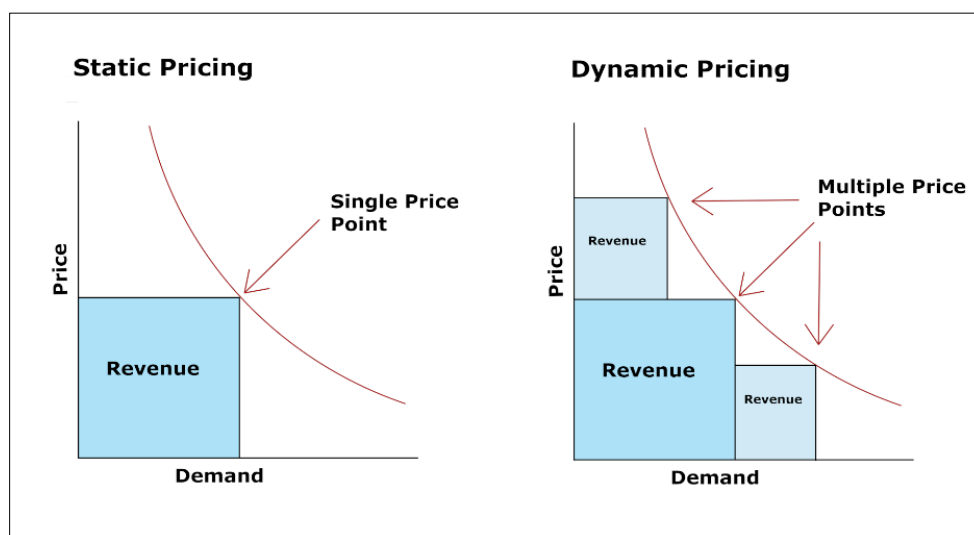 Static Pricing
Single Price
Point
Price
Revenue
Demand
Dynamic Pricing
Multiple Price
Points
Revenue
Price
Revenue
Revenue
Demand